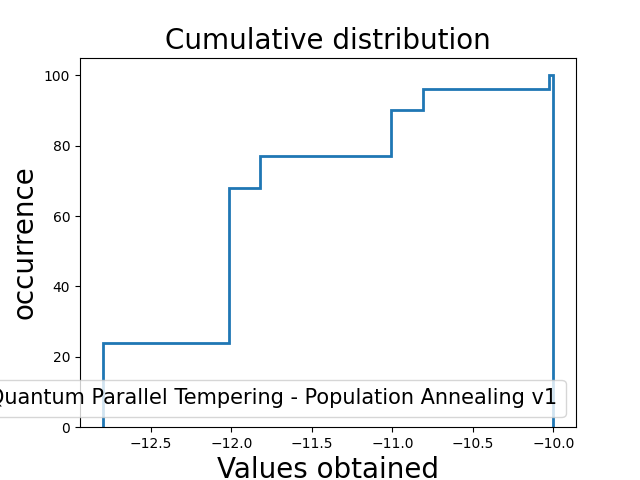 Cumulative distribution
100
80
60
40
20
0
occurrence
Quantum Parallel Tempering - Population Annealing v1
−12.5 −12.0 −11.5 −11.0 −10.5 −10.0
Values obtained